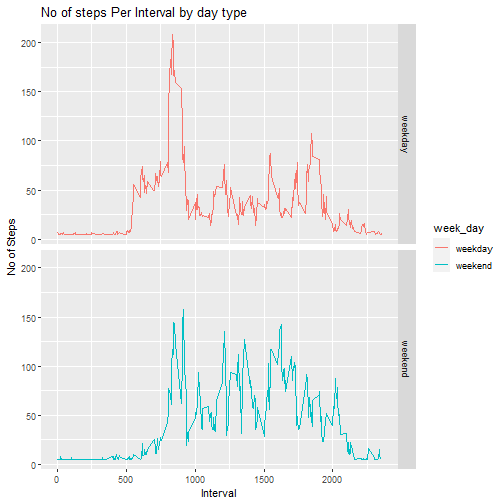 No of steps Per Interval by day type
200
150
100
50
0
weekday
200
150
100
50
0
weekend
0
500
1000
1500
2000
Interval
No of Steps
week_day
weekday
weekend